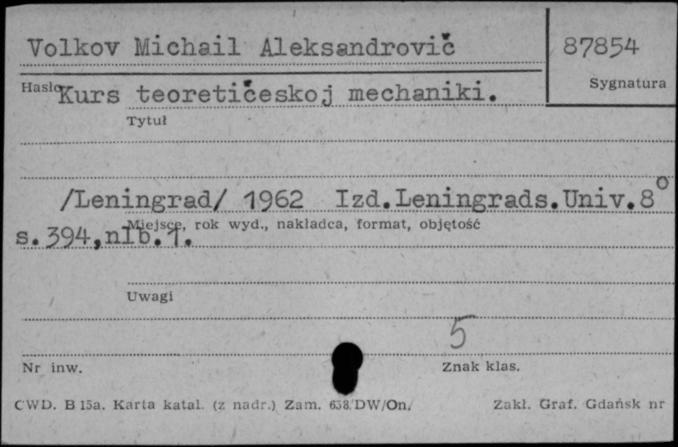 Volkov Michail Aleksandrovič
87854
Hasło
Sygnatura
Kurs teoretičeskoj mechaniki.
Tytuł
/Leningrad/ 1962 Izd.Leningrads.Univ.8°
Miejsce, rok wyd., nakładca, format, objętość
s.394,nlb.1.
Uwagi
5
Nr inw.
Znak klas.
CWD. B 15a. Karta katal. (z nadr.) Zam. 638/DW/On.
Zakł. Graf. Gdańsk nr